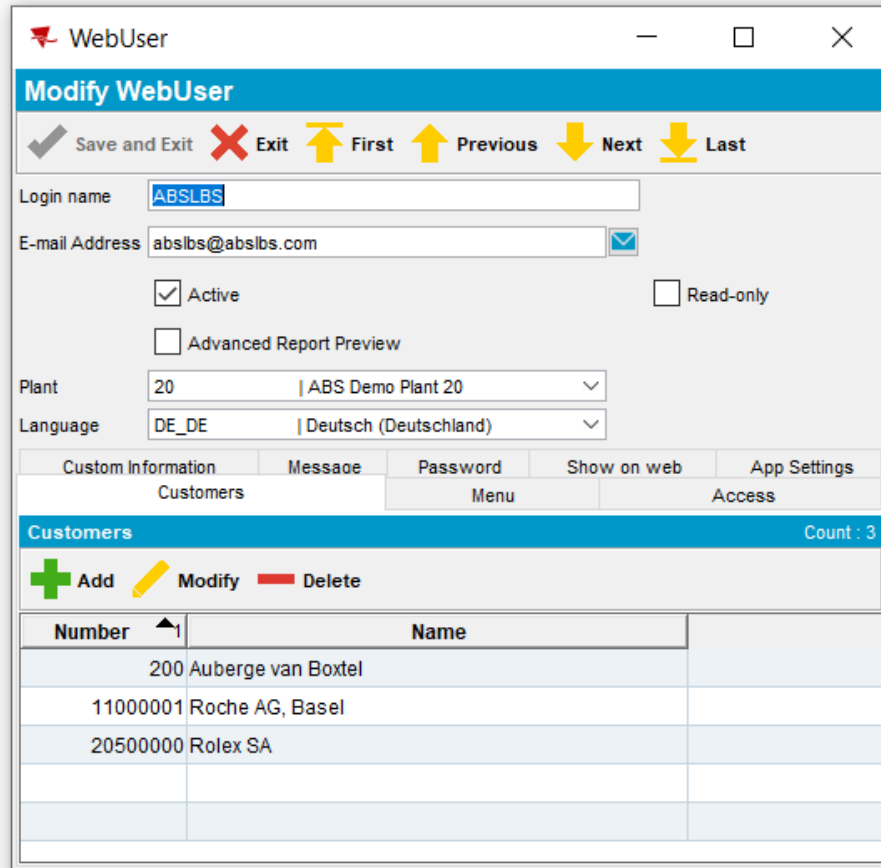 WebUser
Modify WebUser
Save and Exit Exit First Previous Next Last
Login name ABSLBS
E-mail Address abslbs@abslbs.com
Active Read-only
Advanced Report Preview
Plant 20 | ABS Demo Plant 20
Language DE_DE | Deutsch (Deutschland)
Custom Information Message Password Show on web App Settings
Customers Menu Access
Customers Count : 3
Add Modify Delete
Number 1 Name
200 Auberge van Boxtel
11000001 Roche AG, Basel
20500000 Rolex SA